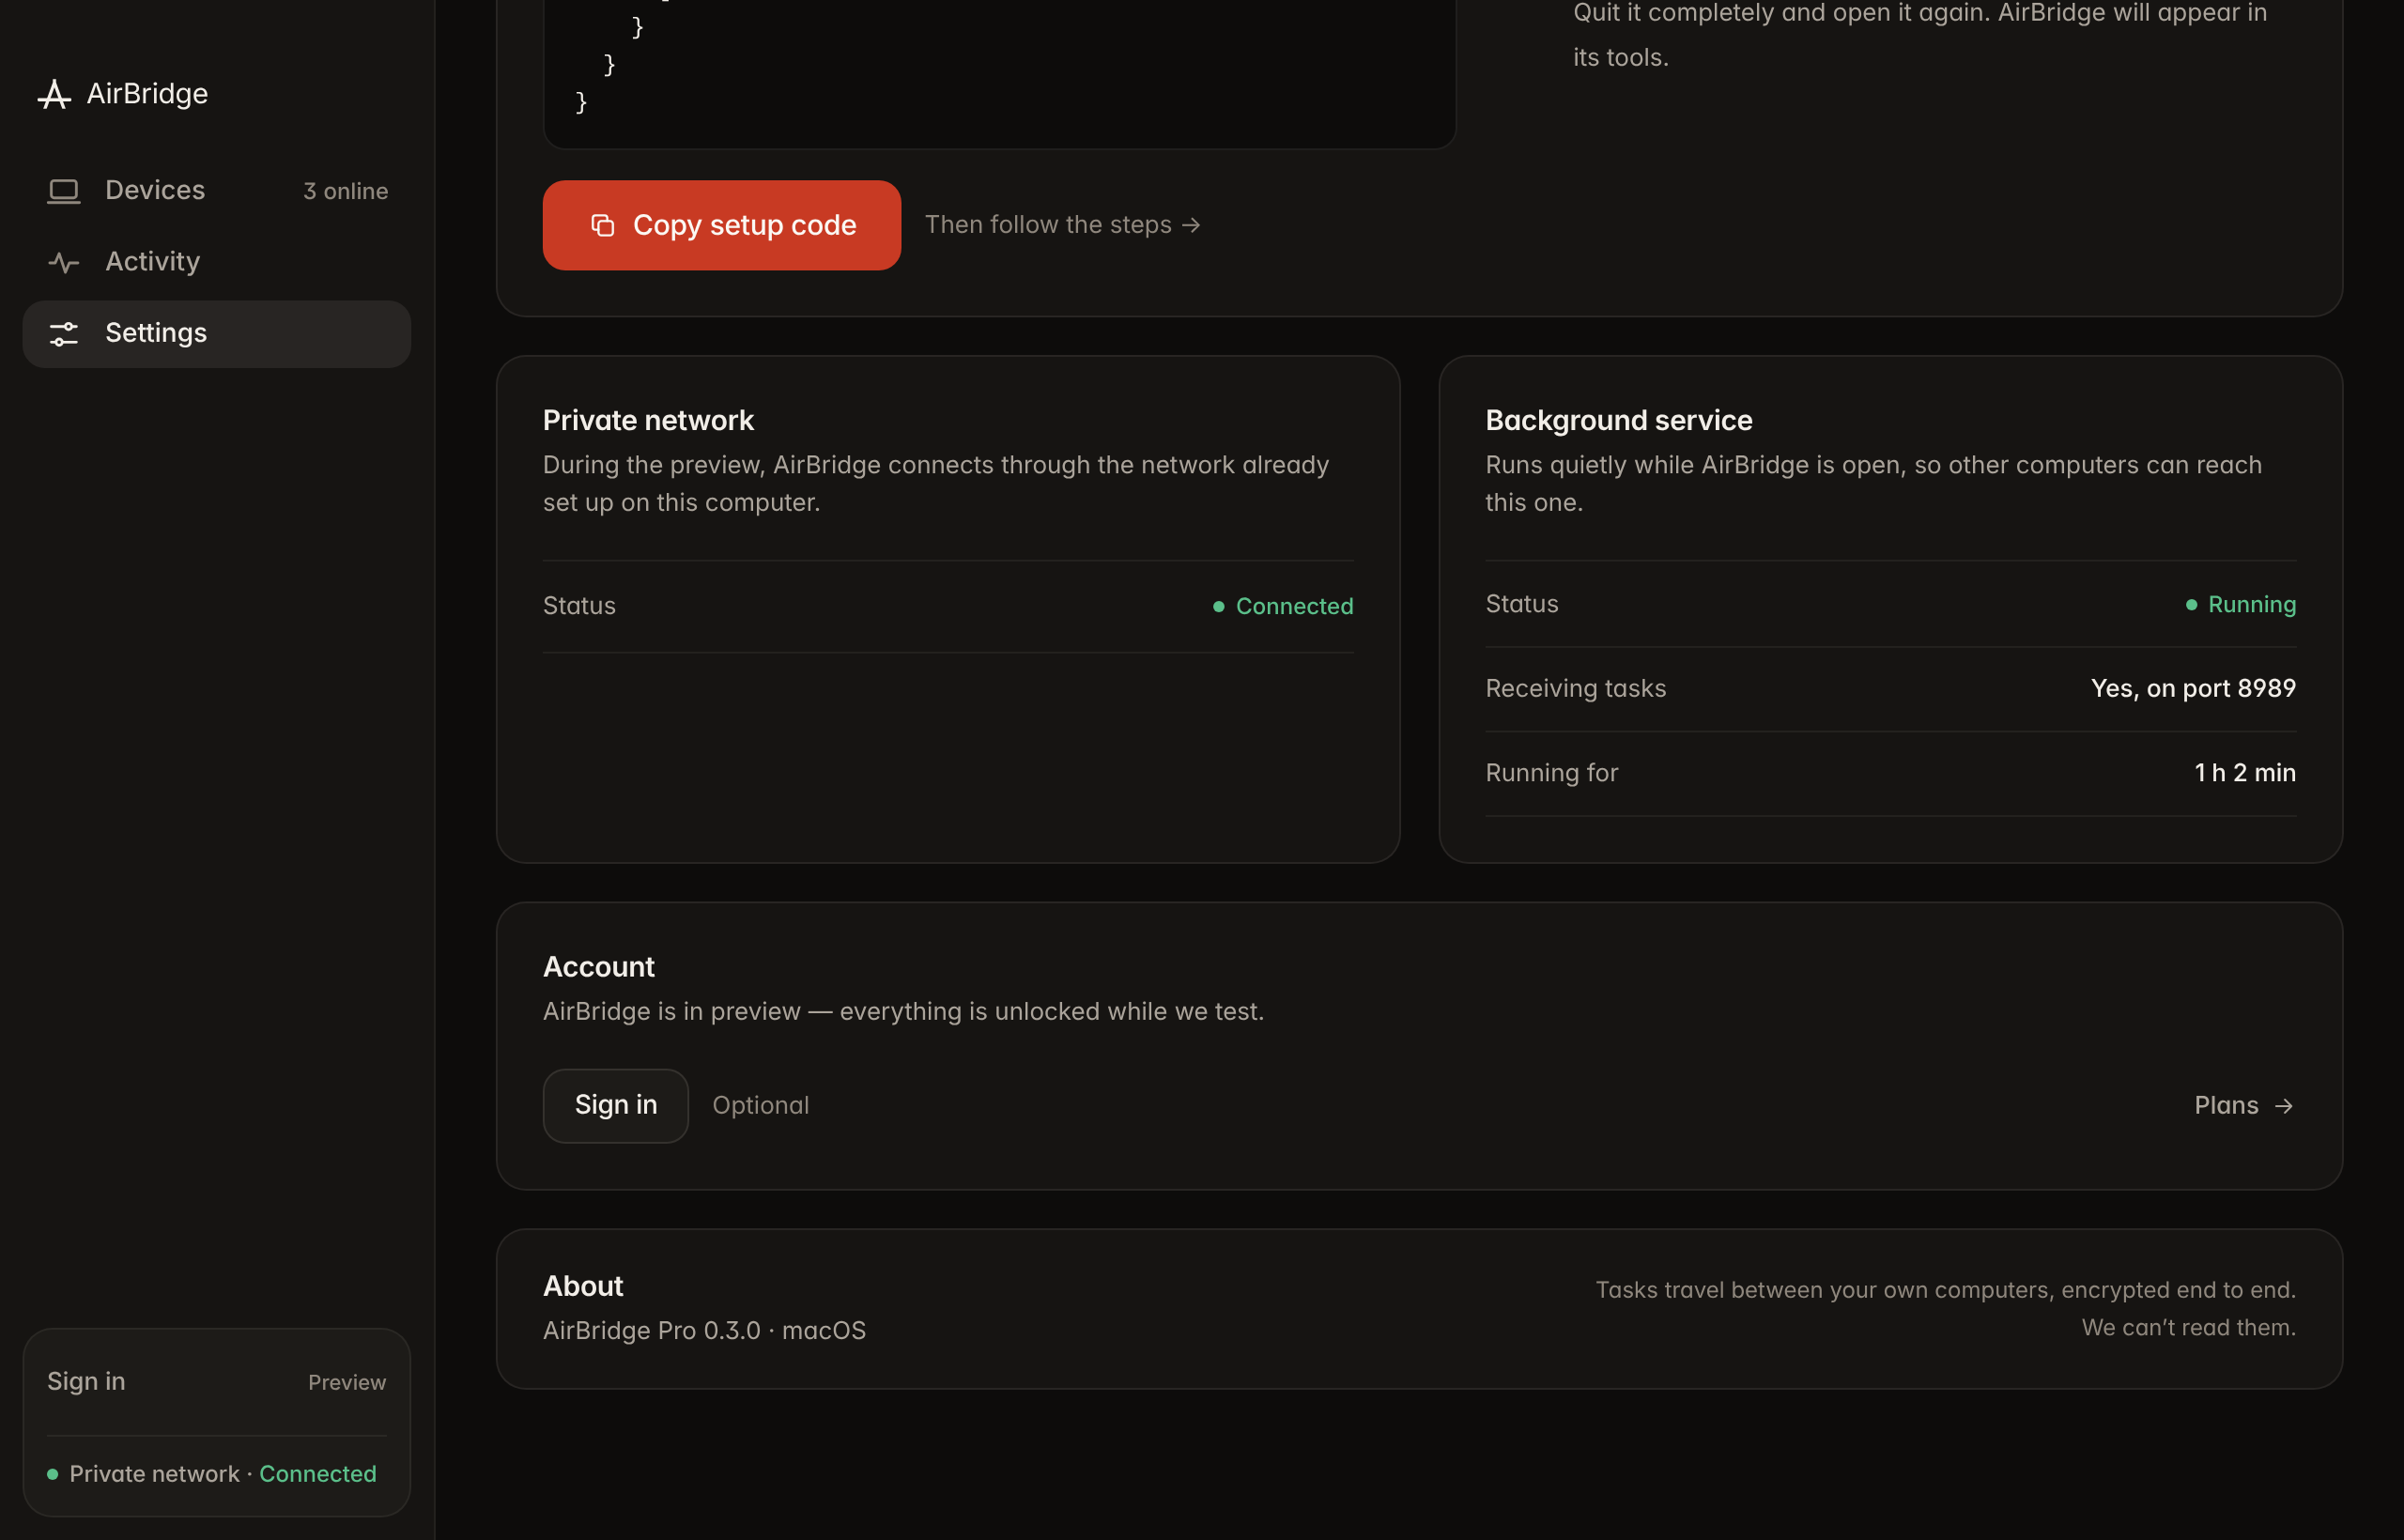 AirBridge
Devices 3 online
Activity
Settings
Sign in Preview
Private network · Connected
}
}
}
Quit it completely and open it again. AirBridge will appear in
its tools.
Copy setup code Then follow the steps →
Private network
During the preview, AirBridge connects through the network already
set up on this computer.
Status Connected
Background service
Runs quietly while AirBridge is open, so other computers can reach
this one.
Status Running
Receiving tasks Yes, on port 8989
Running for 1 h 2 min
Account
AirBridge is in preview — everything is unlocked while we test.
Sign in Optional Plans →
About
AirBridge Pro 0.3.0 · macOS
Tasks travel between your own computers, encrypted end to end.
We can’t read them.